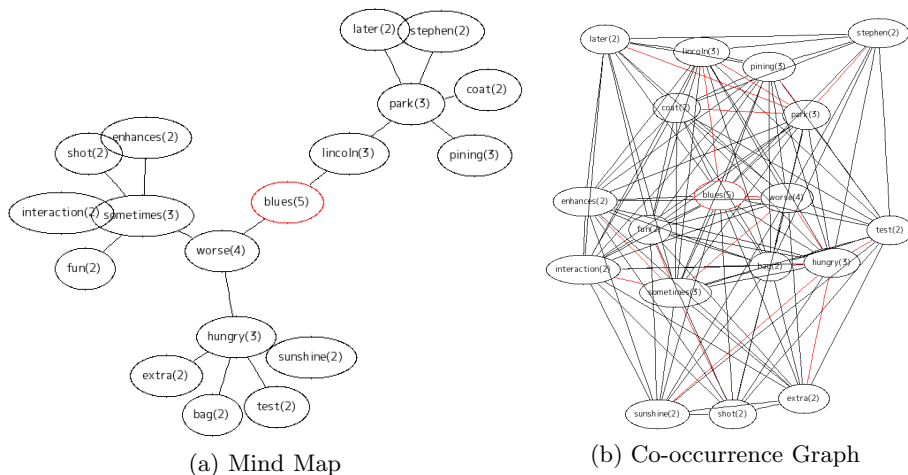 later(2)
stephen(2)
coat(2)
park(3)
enhances(2)
shot(2)
lincoln(3)
pining(3)
blues(5)
interaction(2)
sometimes(3)
worse(4)
fun(2)
hungry(3)
sunshine(2)
extra(2)
bag(2)
test(2)
(a) Mind Map
stephen(2)
later(2)
lincoln(3)
pining(3)
coat(2)
park(3)
blues(5)
worse(4)
enhances(2)
fun(2)
test(2)
interaction(2)
bag(2)
hungry(3)
sometimes(3)
extra(2)
sunshine(2)
shot(2)
(b) Co-occurrence Graph